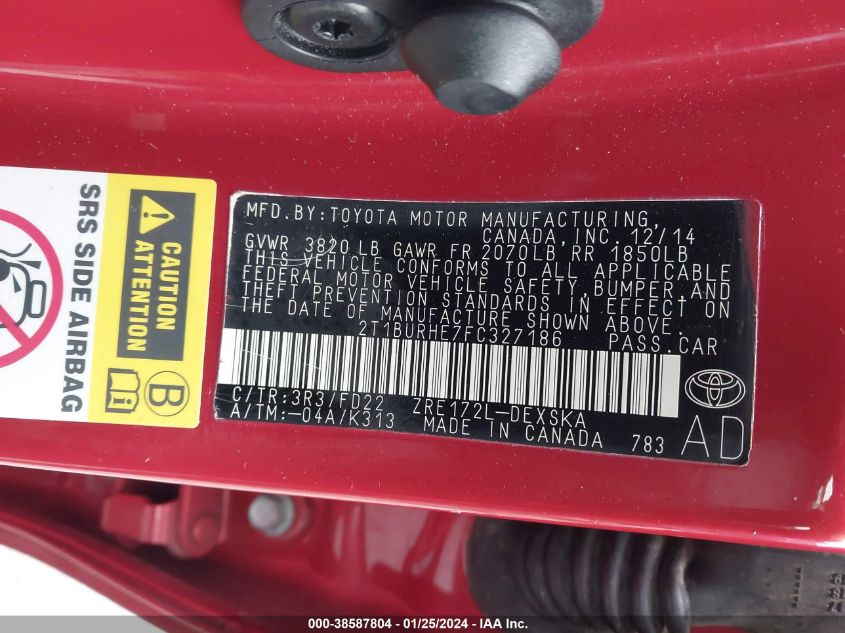 MFD.BY:TOYOTA MOTOR MANUFACTURING,
CANADA,INC. 12/14
GVWR 3820LB GAWR FR 2070LB RR 1850LB
THIS VEHICLE CONFORMS TO ALL APPLICABLE
FEDERAL MOTOR VEHICLE SAFETY,BUMPER,AND
THEFT PREVENTION STANDARDS IN EFFECT ON
THE DATE OF MANUFACTURE SHOWN ABOVE.
2T1BURHE7FC327186 PASS.CAR
C/TR:3R3/FD22 ZRE172L-DEXSKA
A/TM:-04A/K313 MADE IN CANADA 783
AD
CAUTION
SRS SIDE AIRBAG
B
000-38587804 - 01/25/2024 - IAA Inc.